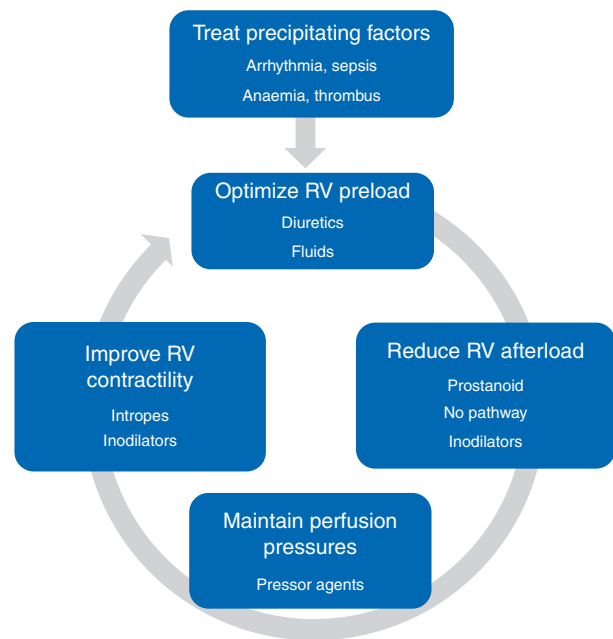 Treat precipitating factors
Arrhythmia, sepsis
Anaemia, thrombus
Optimize RV preload
Diuretics
Fluids
Reduce RV afterload
Prostanoid
No pathway
Inodilators
Maintain perfusion
pressures
Pressor agents
Improve RV
contractility
Intropes
Inodilators